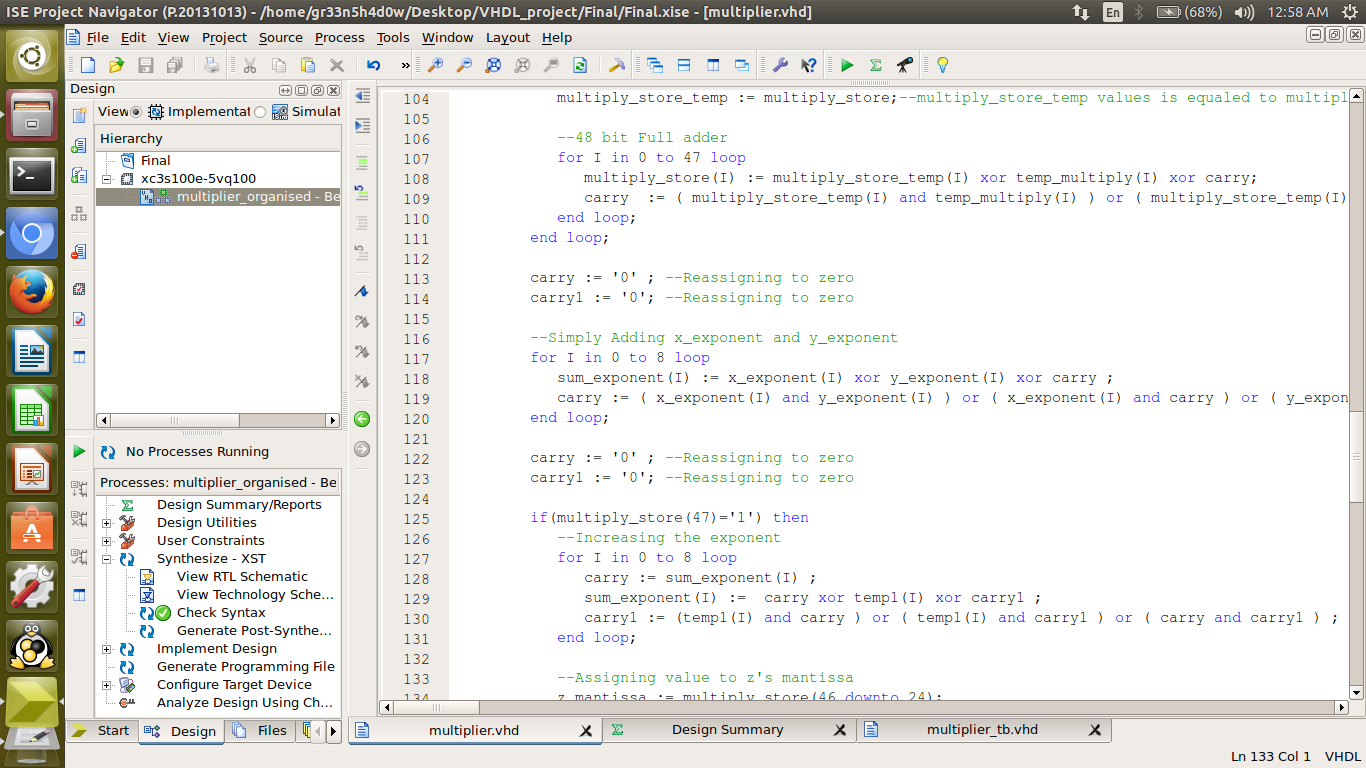 ISE Project Navigator (P.20131013) - /home/gr33n5h4d0w/Desktop/VHDL_project/Final/Final.xise - [multiplier.vhd]
En (68%) 12:58 AM
File Edit View Project Source Process Tools Window Layout Help
»
Design
View Implementat Simulat
Hierarchy
Final
xc3s100e-5vq100
multiplier_organised - Be
No Processes Running
Processes: multiplier_organised - Be
Design Summary/Reports
Design Utilities
User Constraints
Synthesize - XST
View RTL Schematic
View Technology Sche...
Check Syntax
Generate Post-Synthe...
Implement Design
Generate Programming File
Configure Target Device
Analyze Design Using Ch...
Start Design Files
104 multiply_store_temp := multiply_store;--multiply_store_temp values is equaled to multipl
105
106 --48 bit Full adder
107 for I in 0 to 47 loop
108 multiply_store(I) := multiply_store_temp(I) xor temp_multiply(I) xor carry;
109 carry := ( multiply_store_temp(I) and temp_multiply(I) ) or ( multiply_store_temp(I)
110 end loop;
111 end loop;
112
113 carry := '0' ; --Reassigning to zero
114 carry1 := '0'; --Reassigning to zero
115
116 --Simply Adding x_exponent and y_exponent
117 for I in 0 to 8 loop
118 sum_exponent(I) := x_exponent(I) xor y_exponent(I) xor carry ;
119 carry := ( x_exponent(I) and y_exponent(I) ) or ( x_exponent(I) and carry ) or ( y_expon
120 end loop;
121
122 carry := '0' ; --Reassigning to zero
123 carry1 := '0'; --Reassigning to zero
124
125 if(multiply_store(47)='1') then
126 --Increasing the exponent
127 for I in 0 to 8 loop
128 carry := sum_exponent(I) ;
129 sum_exponent(I) := carry xor temp1(I) xor carry1 ;
130 carry1 := (temp1(I) and carry ) or ( temp1(I) and carry1 ) or ( carry and carry1 ) ;
131 end loop;
132
133 --Assigning value to z's mantissa
134 z_mantissa := multiply_store(46 downto 24);
multiplier.vhd Design Summary multiplier_tb.vhd
Ln 133 Col 1 VHDL